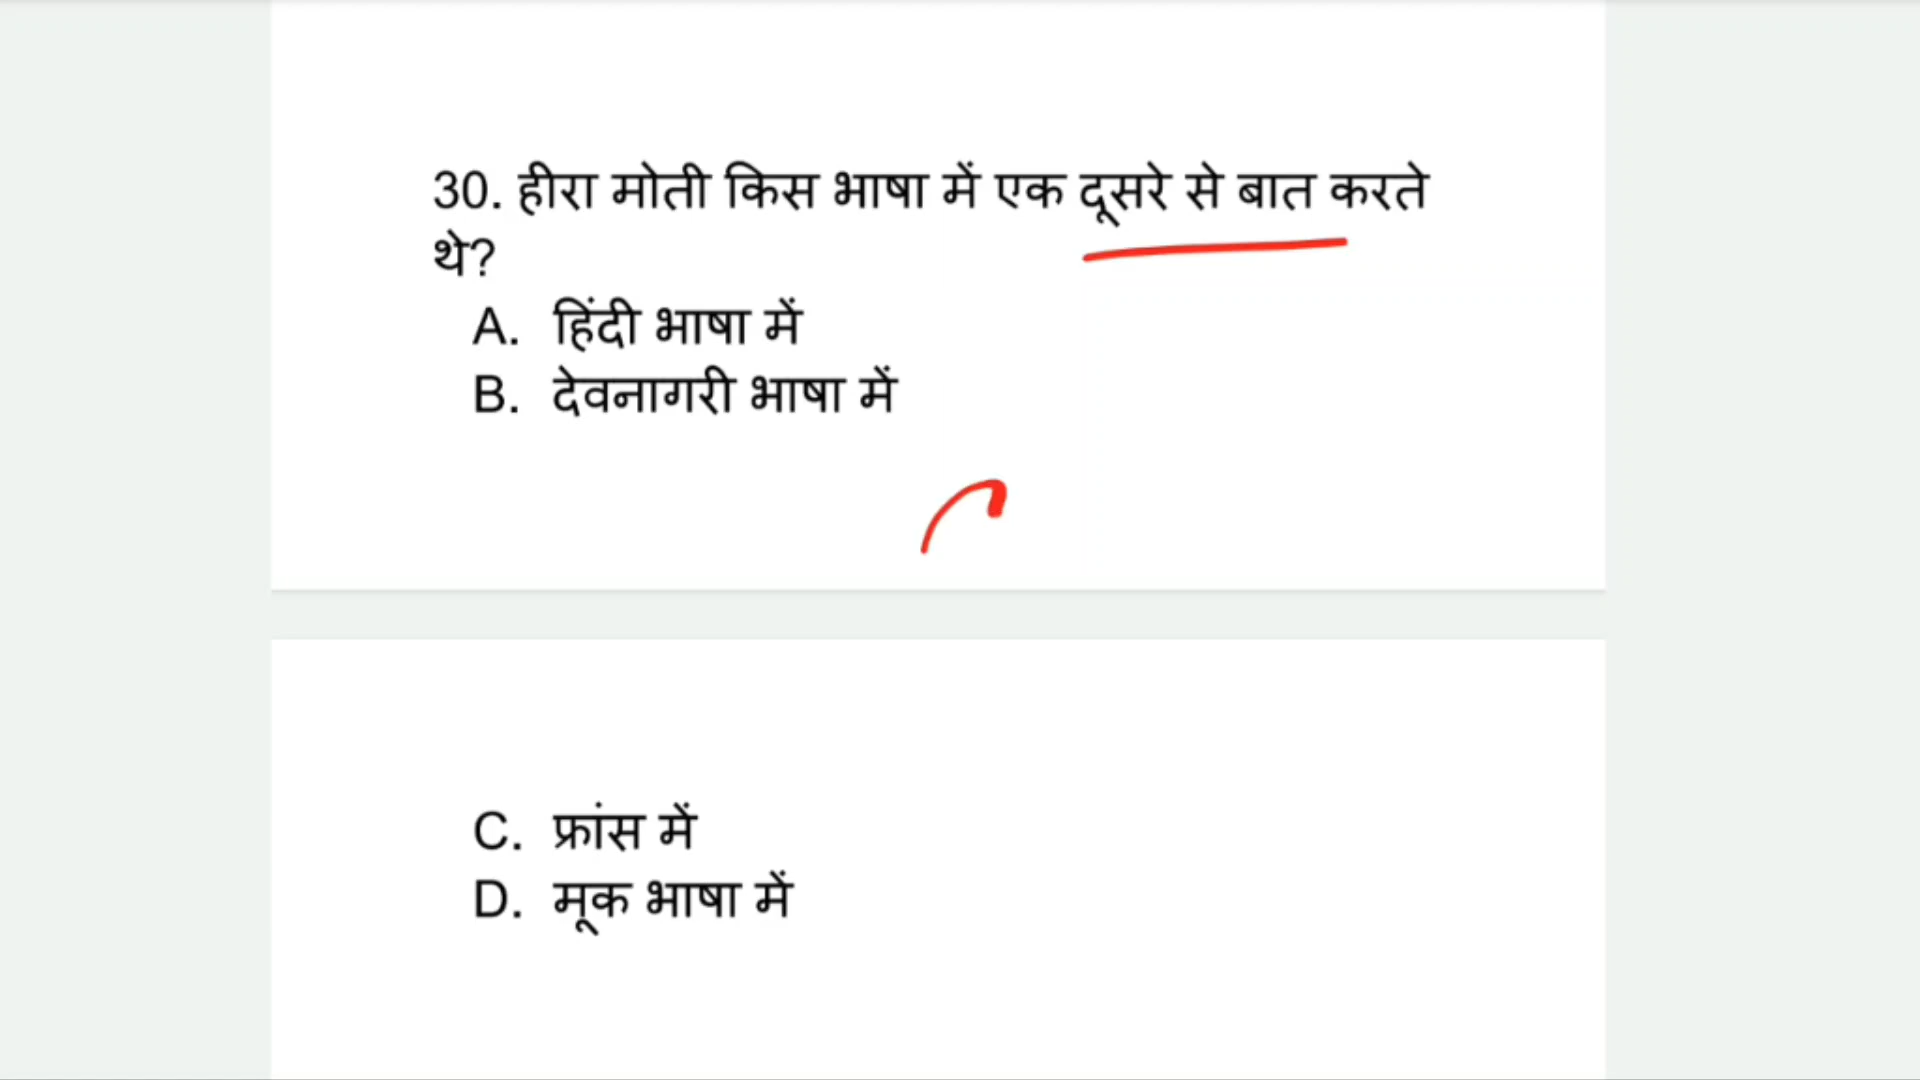 30. हीरा मोती किस भाषा में एक दूसरे से बात करते
थे?
A. हिंदी भाषा में
B. देवनागरी भाषा में
C. फ्रांस में
D. मूक भाषा में